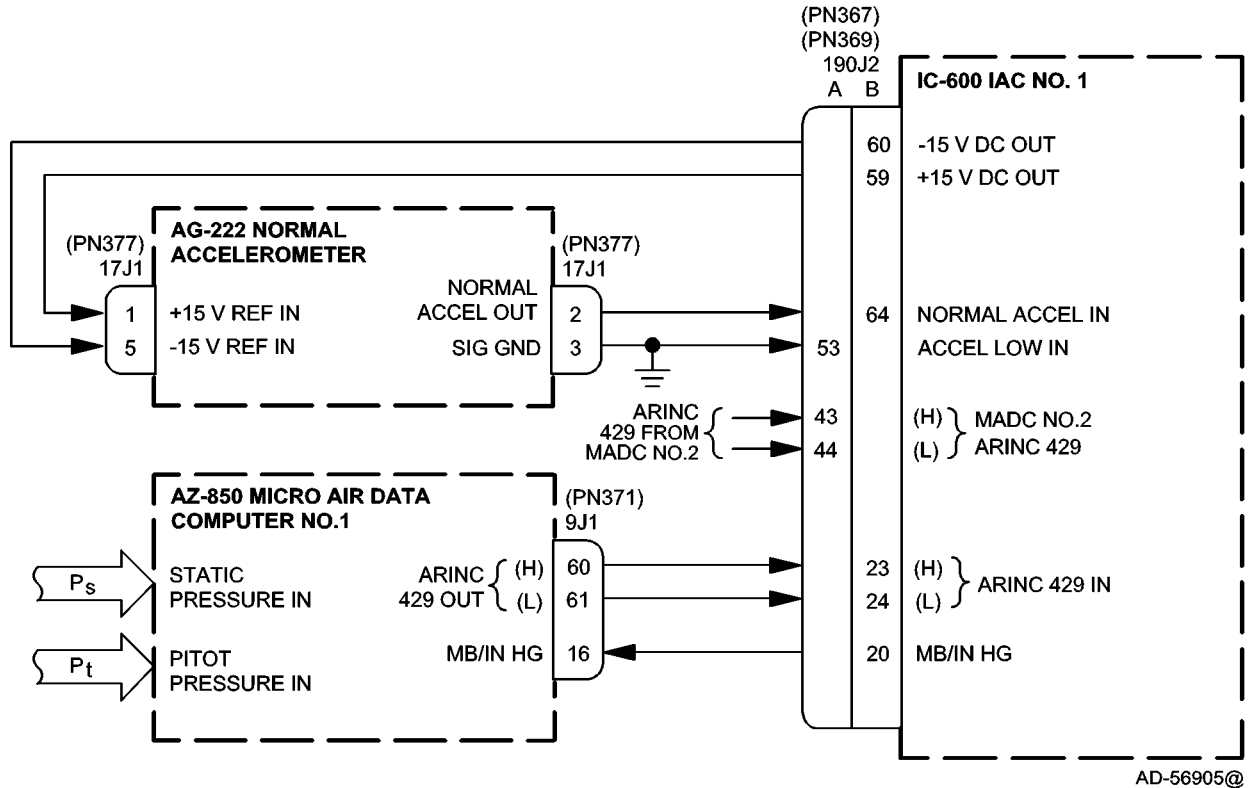 (PN367)
(PN369)
190J2
A B
IC-600 IAC NO. 1
60 -15 V DC OUT
59 +15 V DC OUT
AG-222 NORMAL
ACCELEROMETER
(PN377)
17J1
(PN377)
17J1
1 +15 V REF IN
5 -15 V REF IN
NORMAL
ACCEL OUT 2
SIG GND 3
64 NORMAL ACCEL IN
53 ACCEL LOW IN
ARINC
429 FROM
MADC NO.2
43 (H)
44 (L)
MADC NO.2
ARINC 429
AZ-850 MICRO AIR DATA
COMPUTER NO.1
(PN371)
9J1
Ps
STATIC
PRESSURE IN
ARINC
429 OUT
(H) 60
(L) 61
23 (H)
24 (L)
ARINC 429 IN
Pt
PITOT
PRESSURE IN
MB/IN HG 16
20 MB/IN HG
AD-56905@